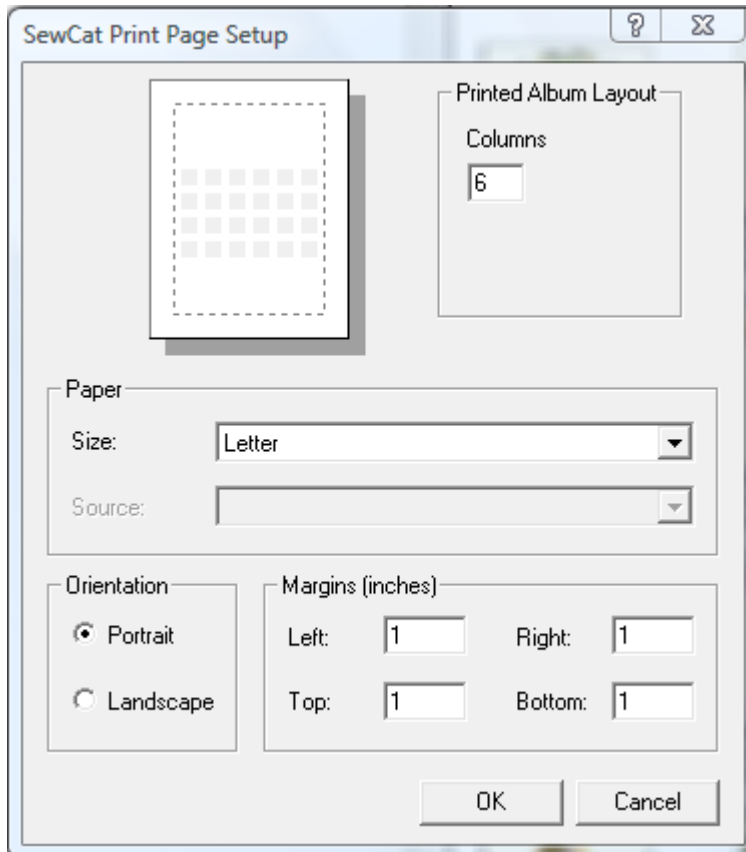 SewCat Print Page Setup
Printed Album Layout
Columns
6
Paper
Size: Letter
Source:
Orientation
Portrait
Landscape
Margins (inches)
Left: 1 Right: 1
Top: 1 Bottom: 1
OK Cancel